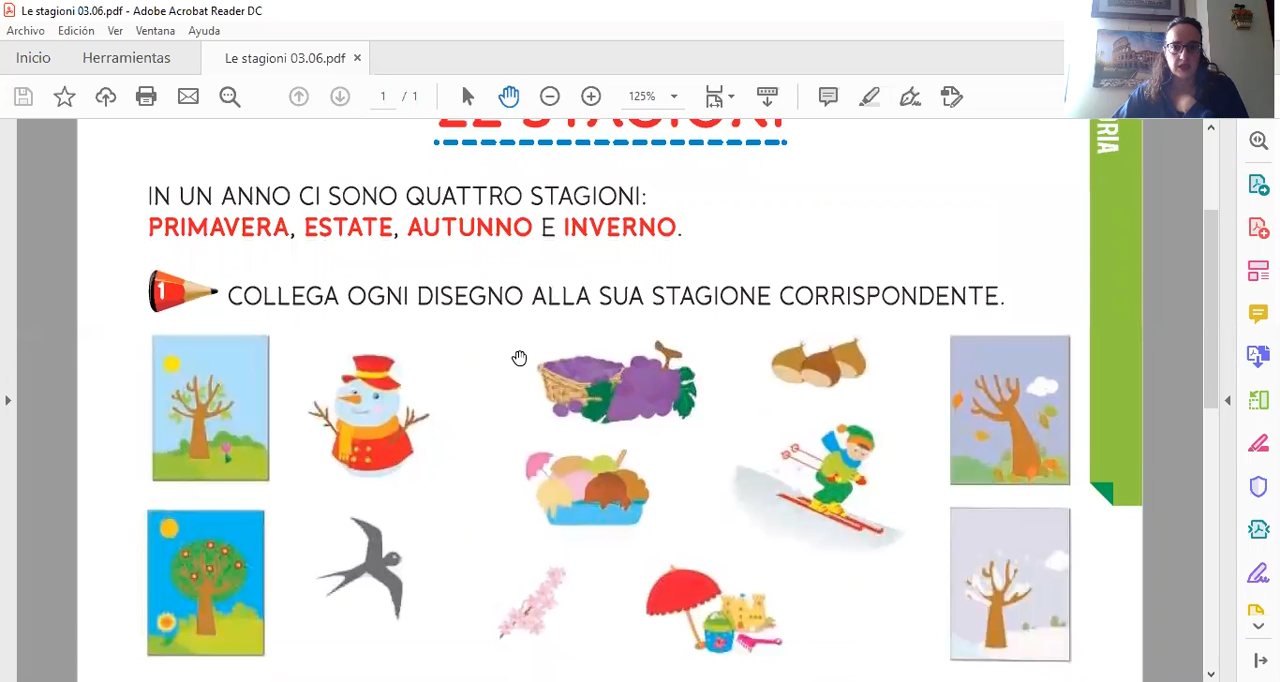 Le stagioni 03.06.pdf - Adobe Acrobat Reader DC
Archivo Edición Ver Ventana Ayuda
Inicio Herramientas Le stagioni 03.06.pdf ×
1 / 1 125%
LE STAGIONI
IN UN ANNO CI SONO QUATTRO STAGIONI:
PRIMAVERA, ESTATE, AUTUNNO E INVERNO.
1 COLLEGA OGNI DISEGNO ALLA SUA STAGIONE CORRISPONDENTE.